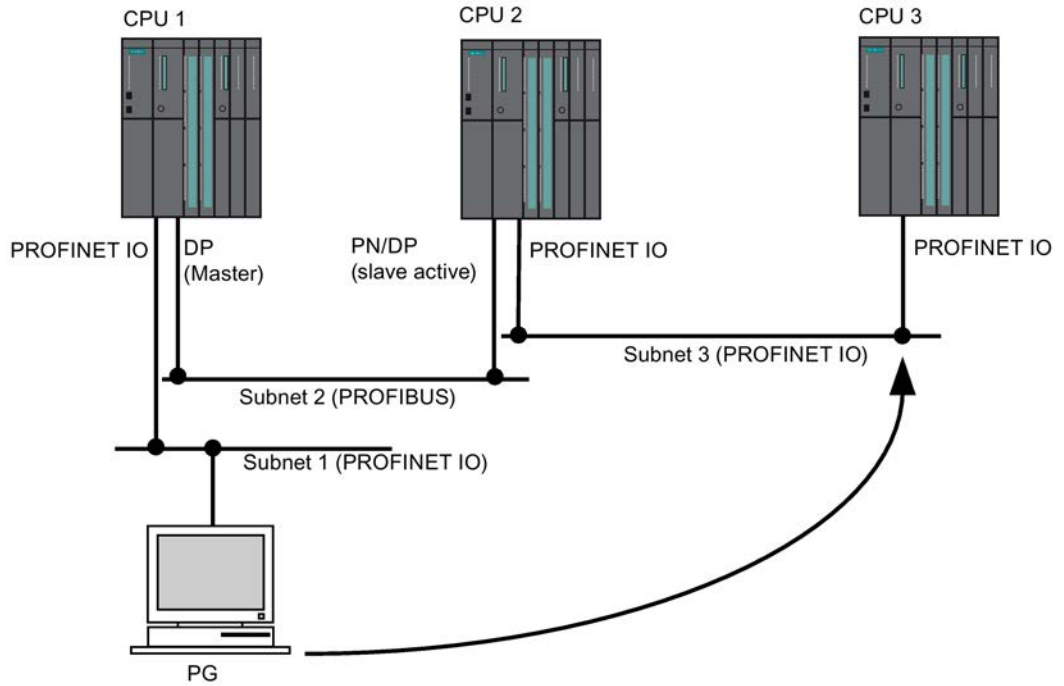 CPU 1
CPU 2
CPU 3
PROFINET IO
DP
(Master)
PN/DP
(slave active)
PROFINET IO
PROFINET IO
Subnet 3 (PROFINET IO)
Subnet 2 (PROFIBUS)
Subnet 1 (PROFINET IO)
PG